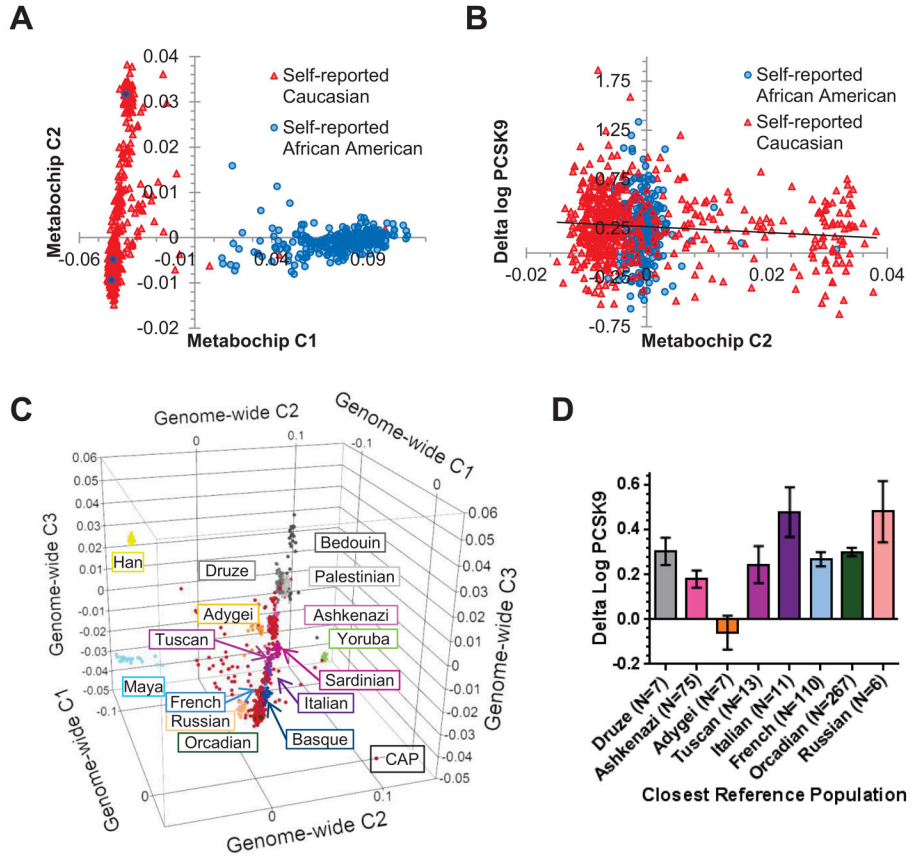 A
Metabochip C2
0.04
0.03
0.02
0.01
0
-0.01
-0.02
-0.06
-0.01
0.04
0.09
Self-reported
Caucasian
Self-reported
African American
Metabochip C1
B
Delta log PCSK9
1.75
1.25
0.75
0.25
-0.25
-0.75
-0.02
0
0.02
0.04
Self-reported
African American
Self-reported
Caucasian
Metabochip C2
C
Genome-wide C2
Genome-wide C1
0
0.1
-0.1
0
0.06
0.05
0.04
0.03
0.02
0.01
0
-0.01
-0.02
-0.03
-0.04
-0.05
-0.1
0
Genome-wide C3
Genome-wide C1
0.06
0.05
0.04
0.03
0.02
0.01
0
-0.01
-0.02
-0.03
-0.04
-0.05
Genome-wide C3
Han
Druze
Bedouin
Palestinian
Adygei
Ashkenazi
Tuscan
Yoruba
Maya
Sardinian
French
Italian
Russian
Orcadian
Basque
CAP
0
0.1
Genome-wide C2
D
Delta Log PCSK9
0.6
0.4
0.2
0.0
-0.2
Druze (N=7)
Ashkenazi (N=75)
Adygei (N=7)
Tuscan (N=13)
Italian (N=11)
French (N=110)
Orcadian (N=267)
Russian (N=6)
Closest Reference Population